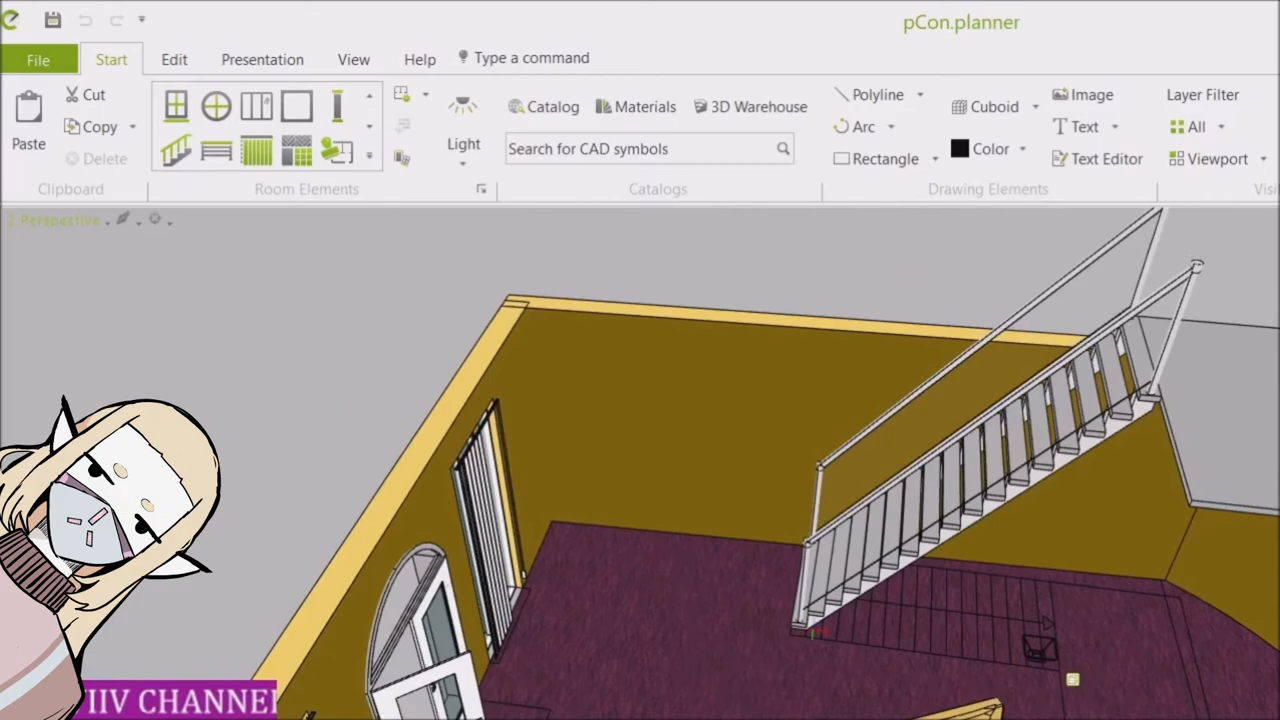 pCon.planner
File Start Edit Presentation View Help Type a command
Paste
Cut
Copy
Delete
Clipboard
Room Elements
Light
Catalog Materials 3D Warehouse
Search for CAD symbols
Catalogs
Polyline
Arc
Rectangle
Cuboid
Color
Image
Text
Text Editor
Drawing Elements
Layer Filter
All
Viewport
2 Perspective
IIV CHANNEL